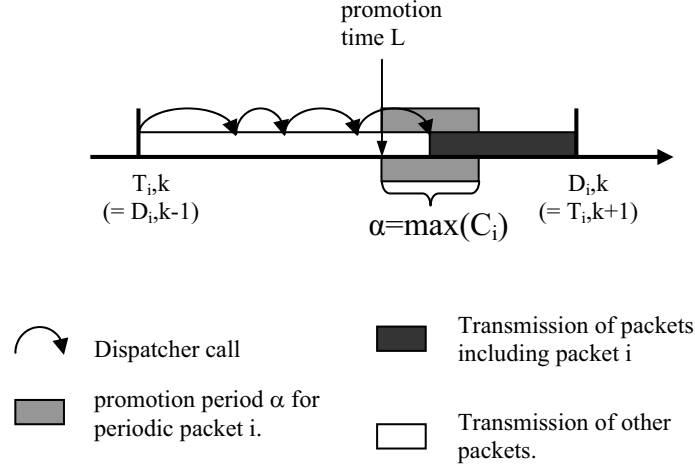 promotion
time L
T_i,k
(= D_i,k-1)
D_i,k
(= T_i,k+1)
α=max(C_i)
Dispatcher call
promotion period α for
periodic packet i.
Transmission of packets
including packet i
Transmission of other
packets.